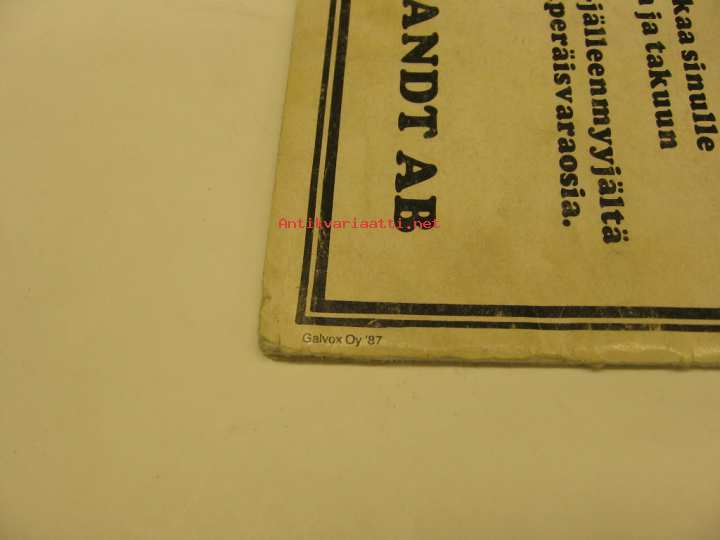 kaa sinulle
ja takuun
jälleenmyyjältä
peräisvaraosia.
ANDT AB
Galvox Oy '87
Antikvariaatti.net